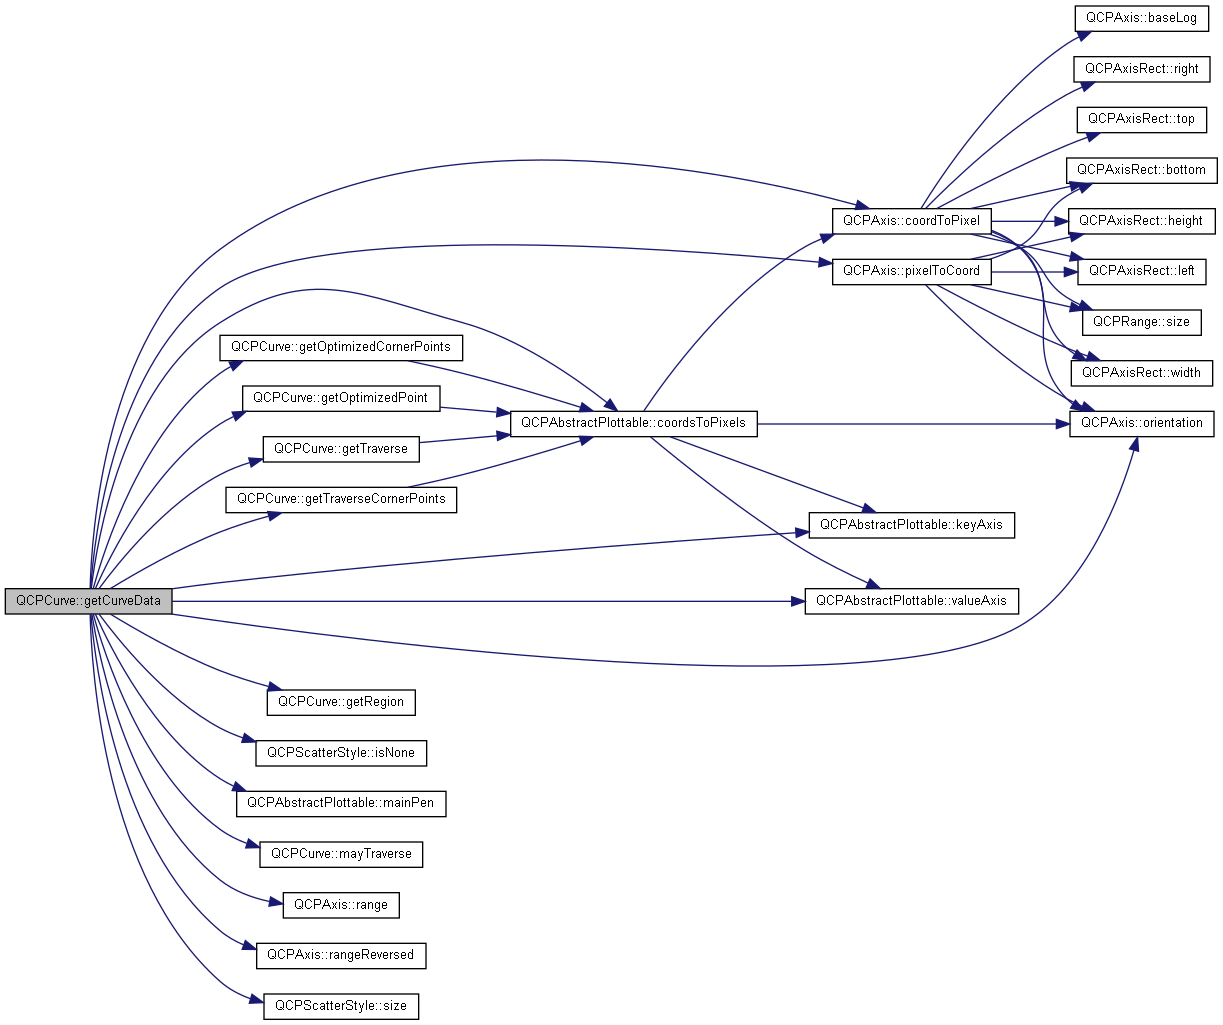 QCPAxis::baseLog
QCPAxisRect::right
QCPAxisRect::top
QCPAxisRect::bottom
QCPAxis::coordToPixel
QCPAxisRect::height
QCPAxis::pixelToCoord
QCPAxisRect::left
QCPRange::size
QCPCurve::getOptimizedCornerPoints
QCPAxisRect::width
QCPCurve::getOptimizedPoint
QCPAbstractPlottable::coordsToPixels
QCPAxis::orientation
QCPCurve::getTraverse
QCPCurve::getTraverseCornerPoints
QCPAbstractPlottable::keyAxis
QCPCurve::getCurveData
QCPAbstractPlottable::valueAxis
QCPCurve::getRegion
QCPScatterStyle::isNone
QCPAbstractPlottable::mainPen
QCPCurve::mayTraverse
QCPAxis::range
QCPAxis::rangeReversed
QCPScatterStyle::size